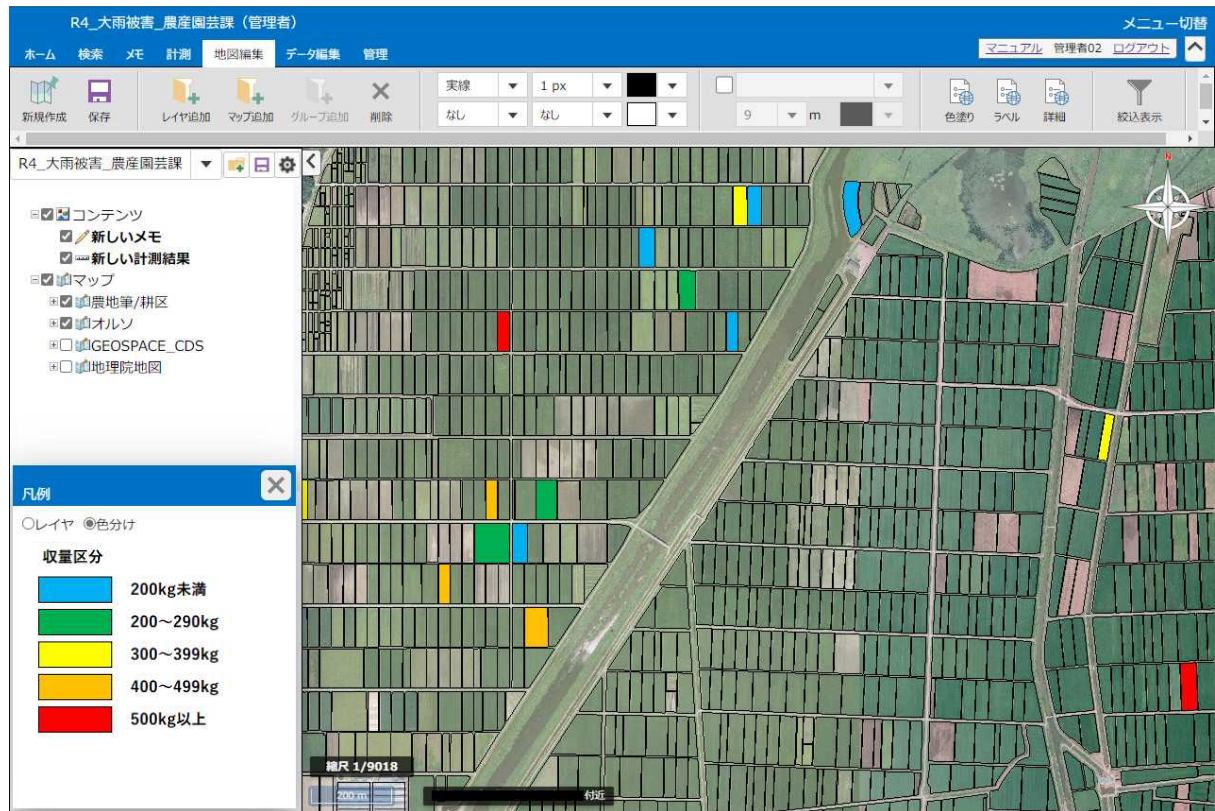 R4_大雨被害_農産園芸課（管理者）
メニュー切替
ホーム 検索 メモ 計測 地図編集 データ編集 管理
マニュアル 管理者02 ログアウト
実線 1 px
なし なし 9 m
新規作成 保存 レイヤ追加 マップ追加 グループ追加 削除 色塗り ラベル 詳細 絞込表示
R4_大雨被害_農産園芸課
N
コンテンツ
新しいメモ
新しい計測結果
マップ
農地筆/耕区
オルソ
GEOSPACE_CDS
地理院地図
凡例
レイヤ 色分け
収量区分
200kg未満
200～290kg
300～399kg
400～499kg
500kg以上
縮尺 1/9018
200 m 付近